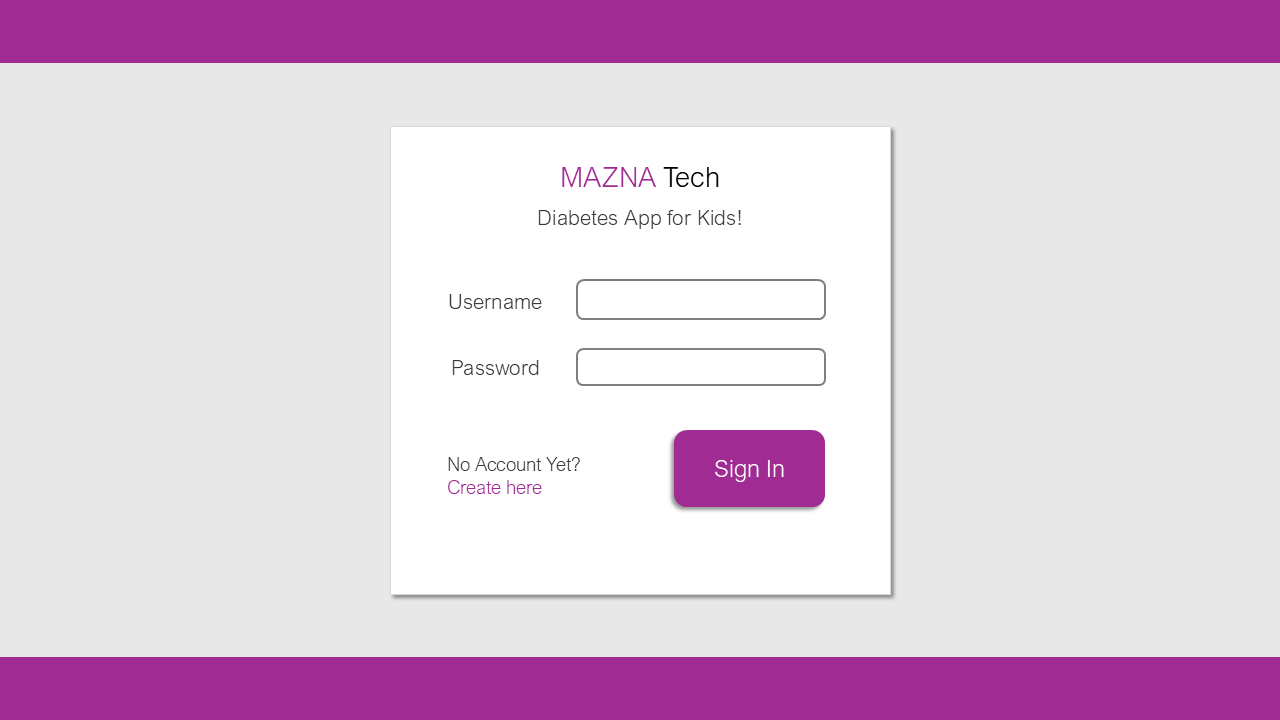 MAZNA Tech
Diabetes App for Kids!
Username
Password
No Account Yet?
Create here
Sign In